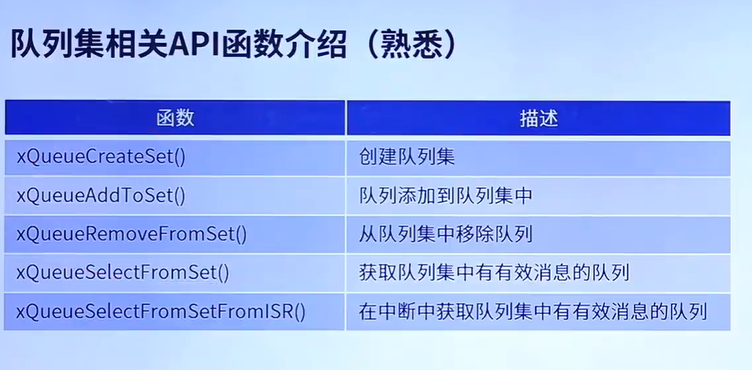 队列集相关API函数介绍（熟悉）
函数 描述
xQueueCreateSet() 创建队列集
xQueueAddToSet() 队列添加到队列集中
xQueueRemoveFromSet() 从队列集中移除队列
xQueueSelectFromSet() 获取队列集中有有效消息的队列
xQueueSelectFromSetFromISR() 在中断中获取队列集中有有效消息的队列